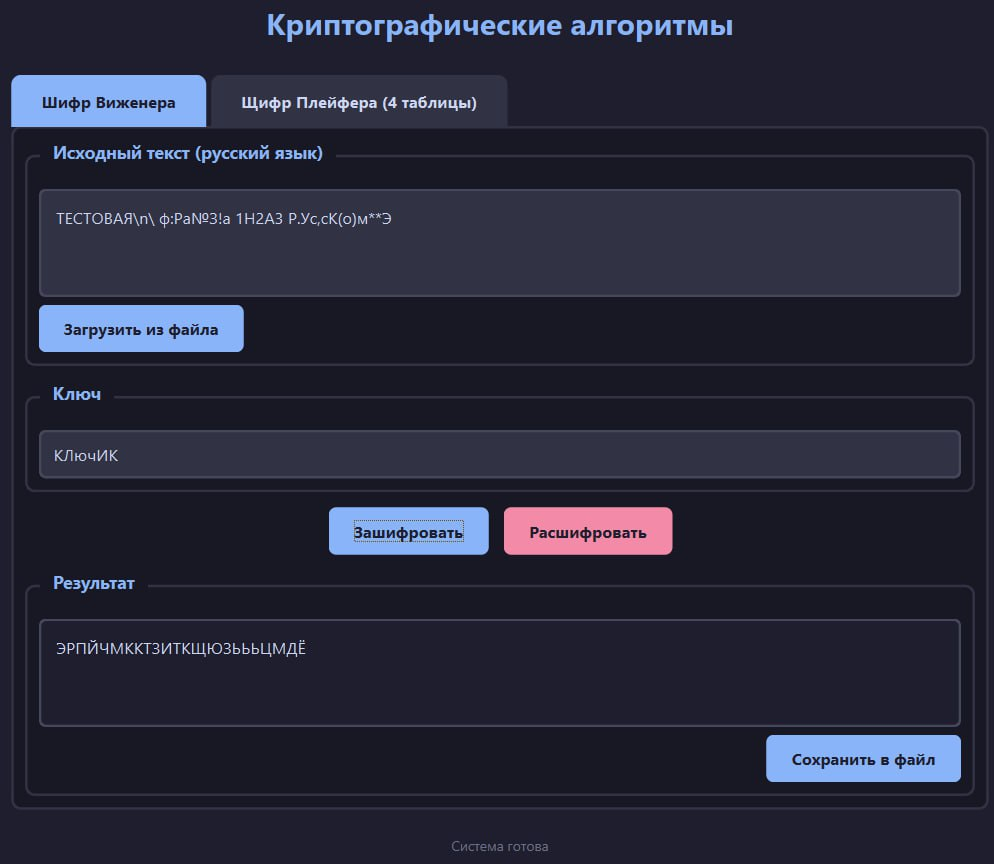 Криптографические алгоритмы
Шифр Виженера
Щифр Плейфера (4 таблицы)
Исходный текст (русский язык)
ТЕСТОВАЯ\n\ ф:Ра№3!а 1Н2А3 Р.Ус,сК(о)м**Э
Загрузить из файла
Ключ
КЛючИК
Зашифровать
Расшифровать
Результат
ЭРПЙЧМККТЗИТКЩЮЗЬЬЬЦМДЁ
Сохранить в файл
Система готова